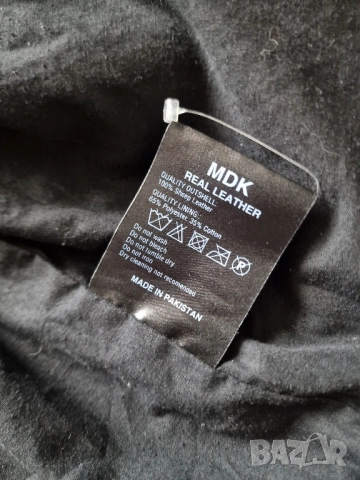 MDK
REAL LEATHER
QUALITY OUTSHELL
100% Sheep Leather
QUALITY LINING:-
65% Polyester 35% Cotton
Do not wash
Do not bleach
Do not tumble dry
Do not iron
Dry cleaning not recomended
MADE IN PAKISTAN
BAZAR